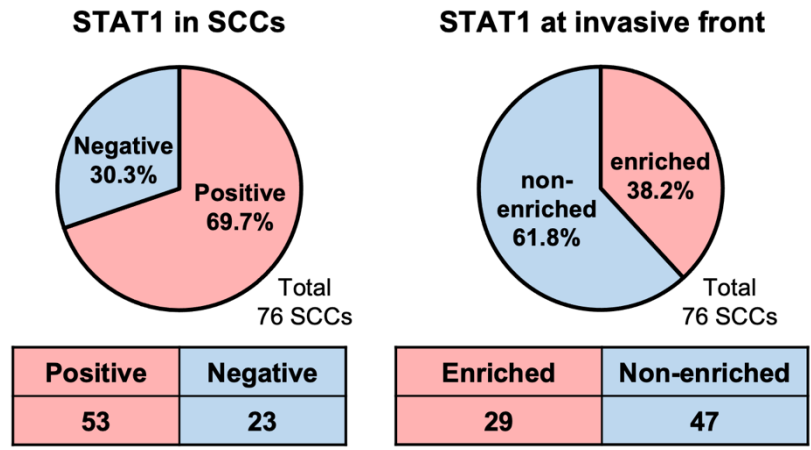 STAT1 in SCCs
Negative
30.3%
Positive
69.7%
Total
76 SCCs
Positive Negative
53 23
STAT1 at invasive front
enriched
38.2%
non-
enriched
61.8%
Total
76 SCCs
Enriched Non-enriched
29 47